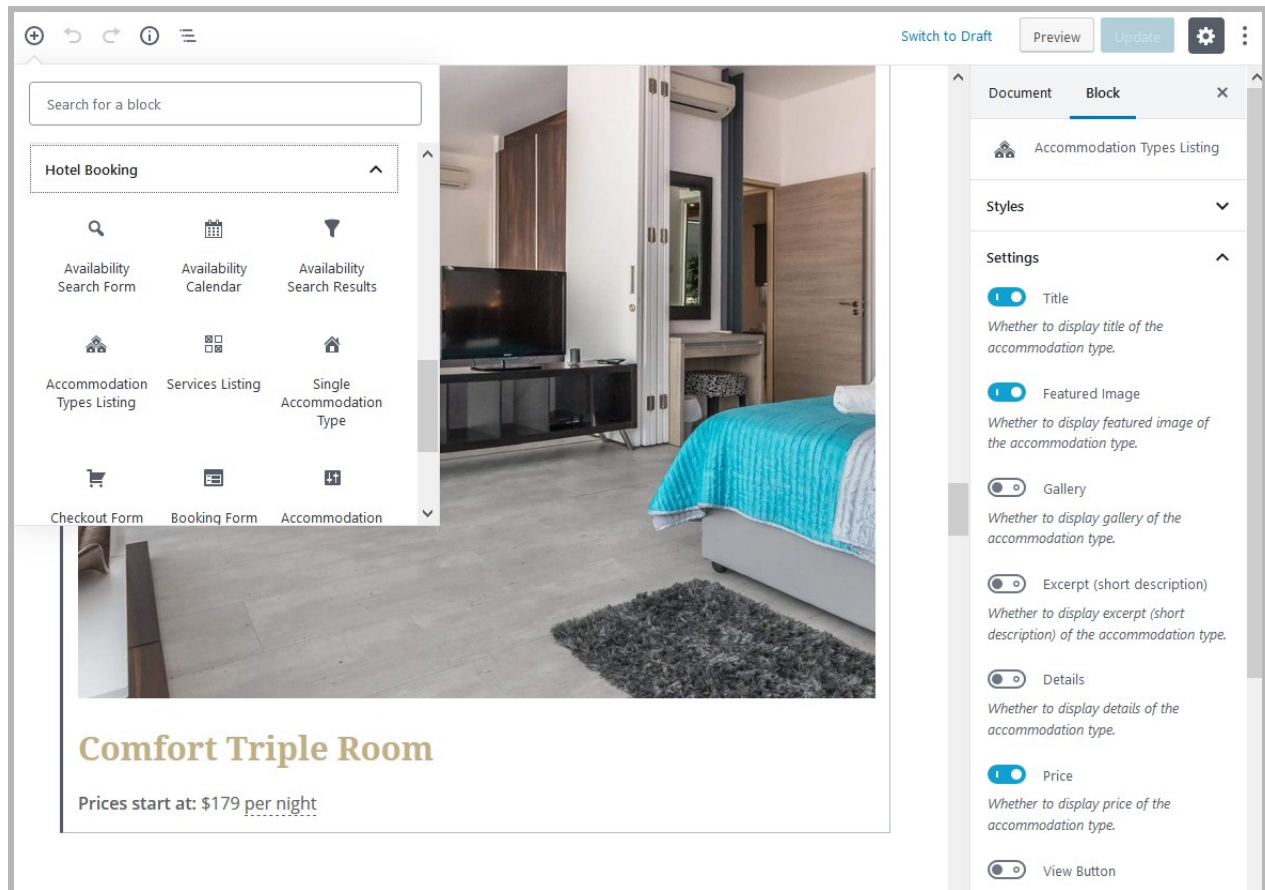 Switch to Draft
Preview
Update
Search for a block
Hotel Booking
Availability
Search Form
Availability
Calendar
Availability
Search Results
Accommodation
Types Listing
Services Listing
Single
Accommodation
Type
Checkout Form
Booking Form
Accommodation
Comfort Triple Room
Prices start at: $179 per night
Document
Block
Accommodation Types Listing
Styles
Settings
Title
Whether to display title of the
accommodation type.
Featured Image
Whether to display featured image of
the accommodation type.
Gallery
Whether to display gallery of the
accommodation type.
Excerpt (short description)
Whether to display excerpt (short
description) of the accommodation type.
Details
Whether to display details of the
accommodation type.
Price
Whether to display price of the
accommodation type.
View Button